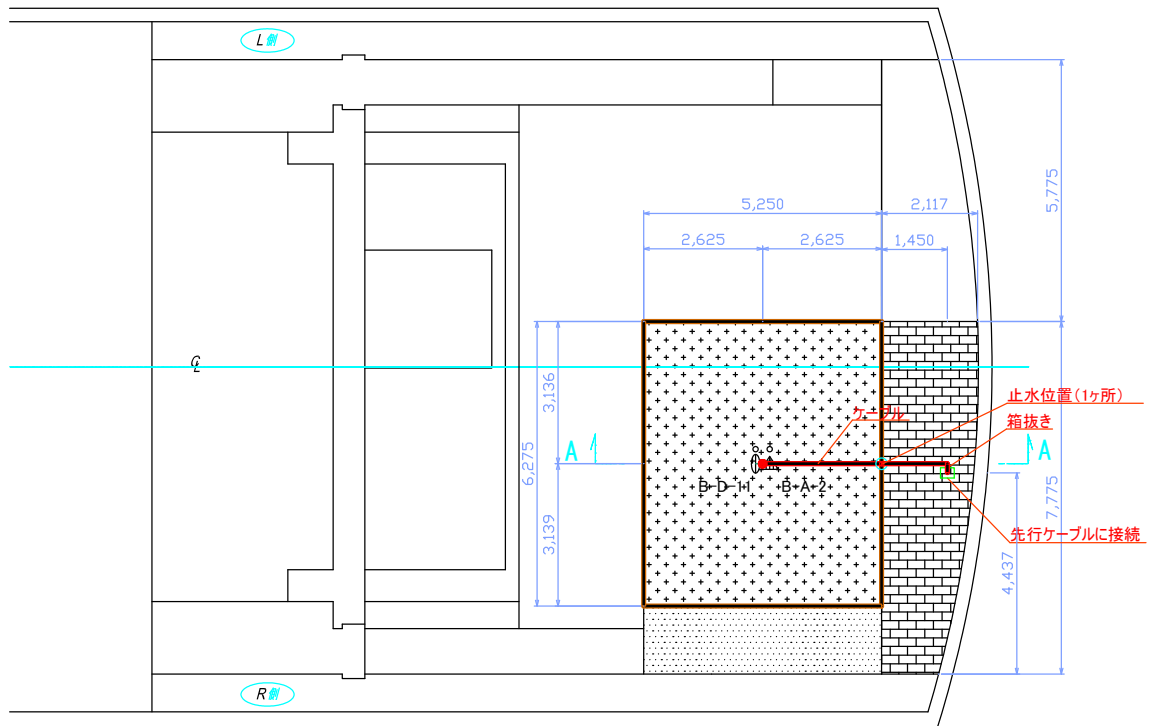 L側
5,775
5,250
2,117
2,625
2,625
1,450
℄
3,136
止水位置(1ヶ所)
ケーブル
箱抜き
A
A
6,275
B-D-11
B-A-2
7,775
3,139
先行ケーブルに接続
4,437
R側